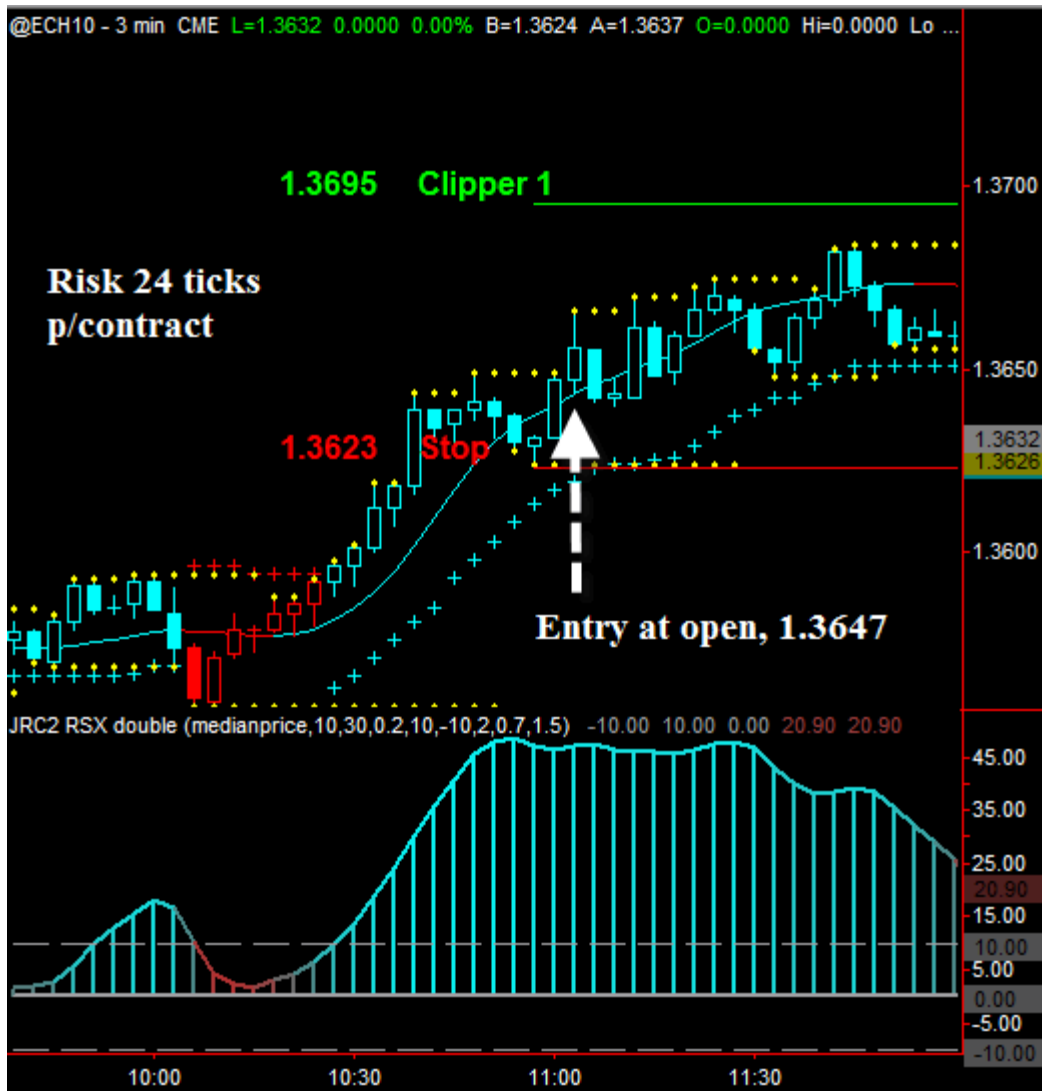 @ECH10 - 3 min CME L=1.3632 0.0000 0.00% B=1.3624 A=1.3637 O=0.0000 Hi=0.0000 Lo ...
1.3695 Clipper 1
1.3700
Risk 24 ticks
p/contract
1.3650
1.3623 Stop
1.3632
1.3626
1.3600
Entry at open, 1.3647
JRC2 RSX double (medianprice,10,30,0.2,10,-10,2,0.7,1.5) -10.00 10.00 0.00 20.90 20.90
45.00
35.00
25.00
20.90
15.00
10.00
5.00
0.00
-5.00
-10.00
10:00 10:30 11:00 11:30